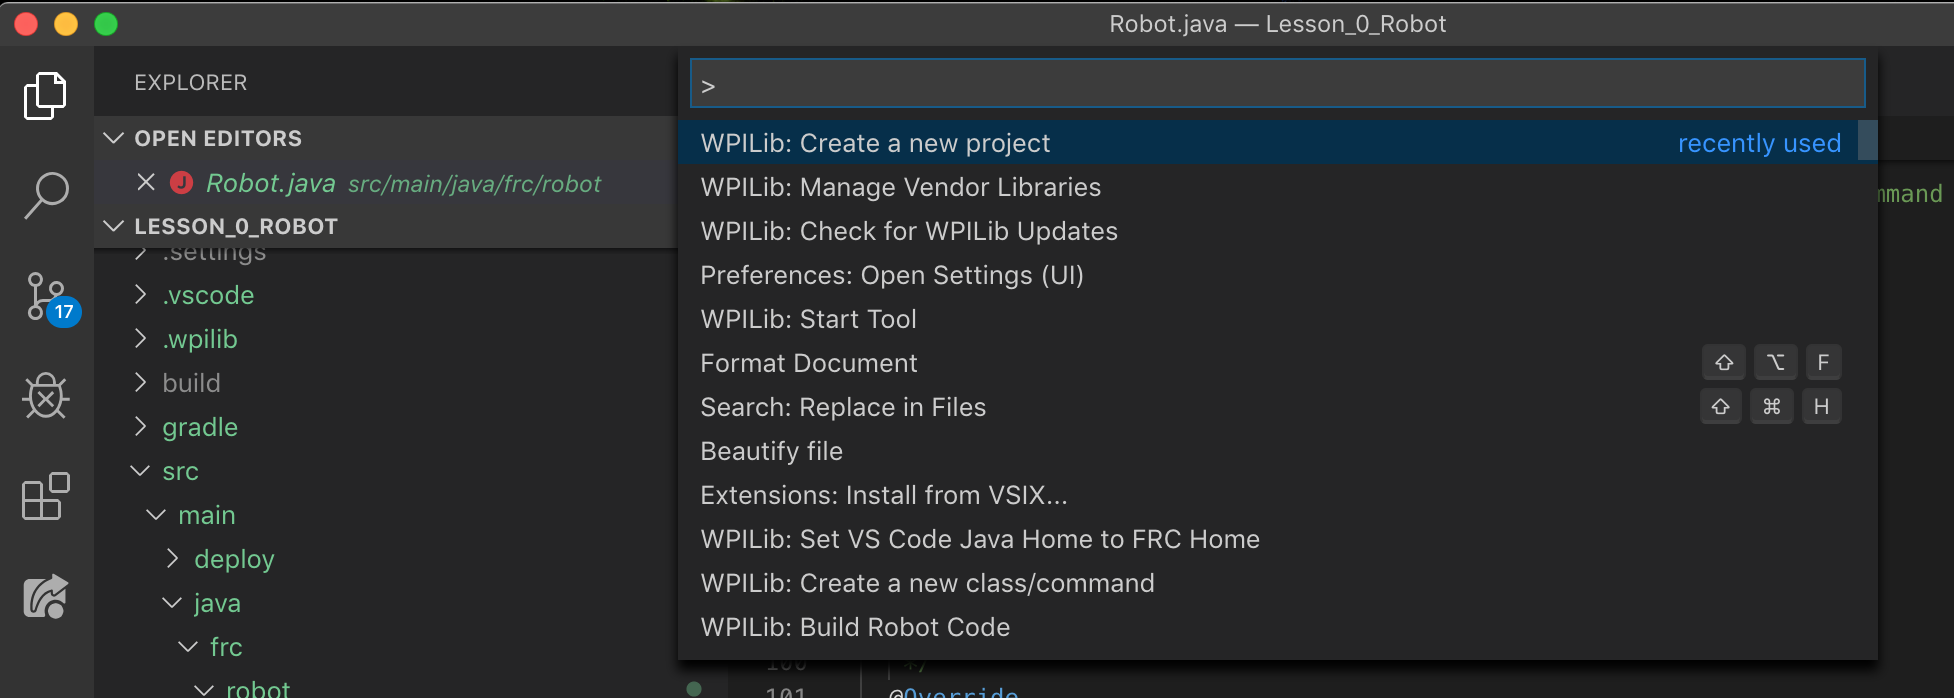 Robot.java — Lesson_0_Robot
EXPLORER
OPEN EDITORS
J Robot.java src/main/java/frc/robot
LESSON_0_ROBOT
.settings
.vscode
.wpilib
build
gradle
src
main
deploy
java
frc
robot
17
>
WPILib: Create a new project recently used
WPILib: Manage Vendor Libraries
WPILib: Check for WPILib Updates
Preferences: Open Settings (UI)
WPILib: Start Tool
Format Document ⇧ ⌥ F
Search: Replace in Files ⇧ ⌘ H
Beautify file
Extensions: Install from VSIX...
WPILib: Set VS Code Java Home to FRC Home
WPILib: Create a new class/command
WPILib: Build Robot Code
100 */
101 @Override